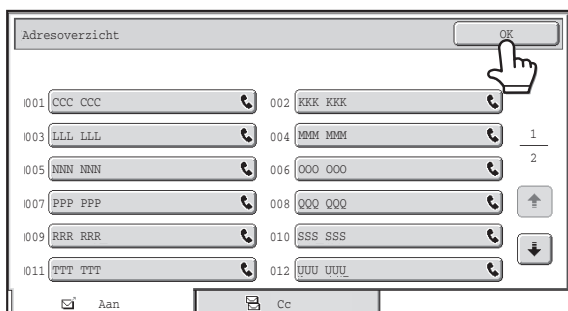 Adresoverzicht OK
001 CCC CCC 002 KKK KKK
003 LLL LLL 004 MMM MMM
005 NNN NNN 006 OOO OOO
007 PPP PPP 008 QQQ QQQ
009 RRR RRR 010 SSS SSS
011 TTT TTT 012 UUU UUU
1
2
Aan Cc